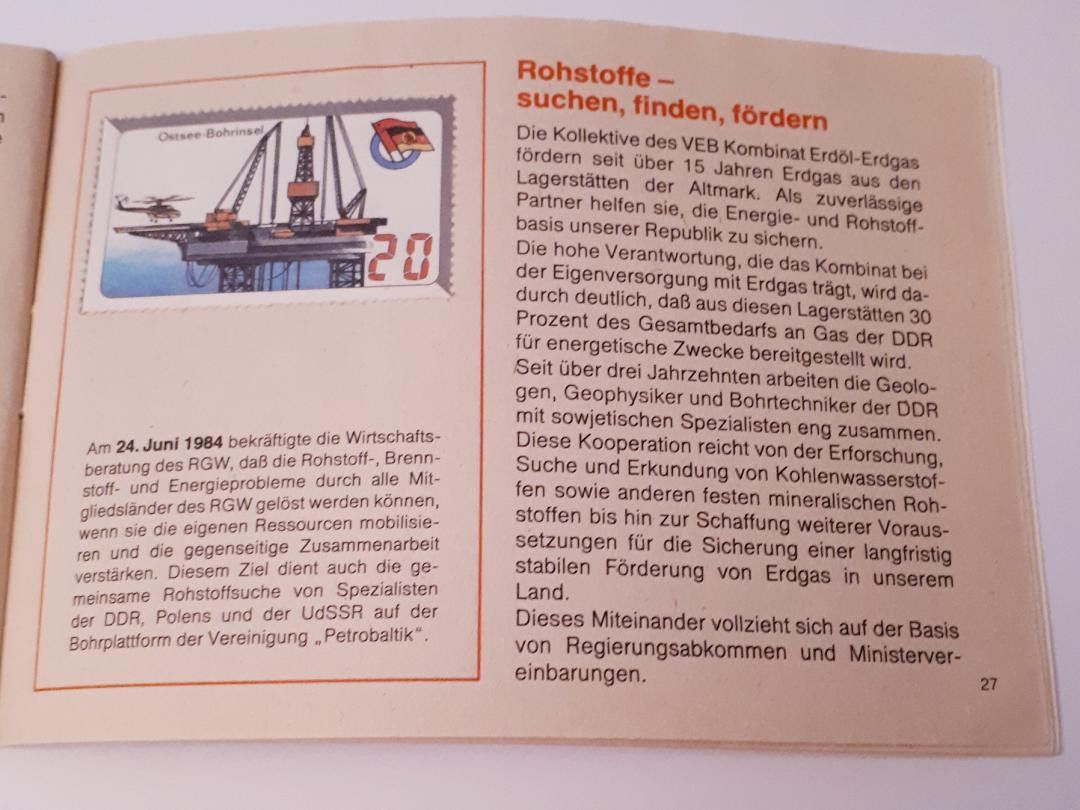 Ostsee-Bohrinsel
20
Am 24. Juni 1984 bekräftigte die Wirtschafts-
beratung des RGW, daß die Rohstoff-, Brenn-
stoff- und Energieprobleme durch alle Mit-
gliedsländer des RGW gelöst werden können,
wenn sie die eigenen Ressourcen mobilisie-
ren und die gegenseitige Zusammenarbeit
verstärken. Diesem Ziel dient auch die ge-
meinsame Rohstoffsuche von Spezialisten
der DDR, Polens und der UdSSR auf der
Bohrplattform der Vereinigung „Petrobaltik“.
Rohstoffe –
suchen, finden, fördern
Die Kollektive des VEB Kombinat Erdöl-Erdgas
fördern seit über 15 Jahren Erdgas aus den
Lagerstätten der Altmark. Als zuverlässige
Partner helfen sie, die Energie- und Rohstoff-
basis unserer Republik zu sichern.
Die hohe Verantwortung, die das Kombinat bei
der Eigenversorgung mit Erdgas trägt, wird da-
durch deutlich, daß aus diesen Lagerstätten 30
Prozent des Gesamtbedarfs an Gas der DDR
für energetische Zwecke bereitgestellt wird.
Seit über drei Jahrzehnten arbeiten die Geolo-
gen, Geophysiker und Bohrtechniker der DDR
mit sowjetischen Spezialisten eng zusammen.
Diese Kooperation reicht von der Erforschung,
Suche und Erkundung von Kohlenwasserstof-
fen sowie anderen festen mineralischen Roh-
stoffen bis hin zur Schaffung weiterer Voraus-
setzungen für die Sicherung einer langfristig
stabilen Förderung von Erdgas in unserem
Land.
Dieses Miteinander vollzieht sich auf der Basis
von Regierungsabkommen und Ministerver-
einbarungen.
27